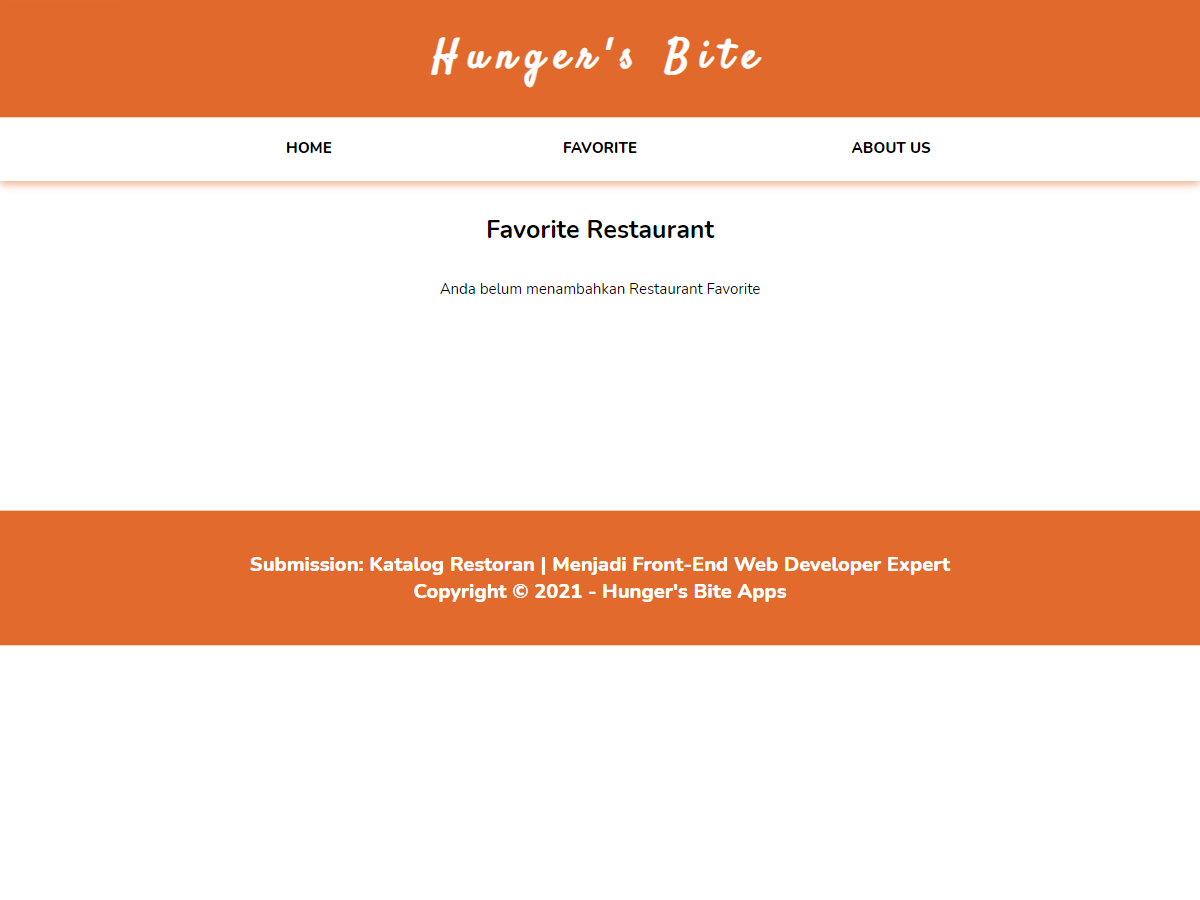 Hunger's Bite
HOME FAVORITE ABOUT US
Favorite Restaurant
Anda belum menambahkan Restaurant Favorite
Submission: Katalog Restoran | Menjadi Front-End Web Developer Expert
Copyright © 2021 - Hunger's Bite Apps